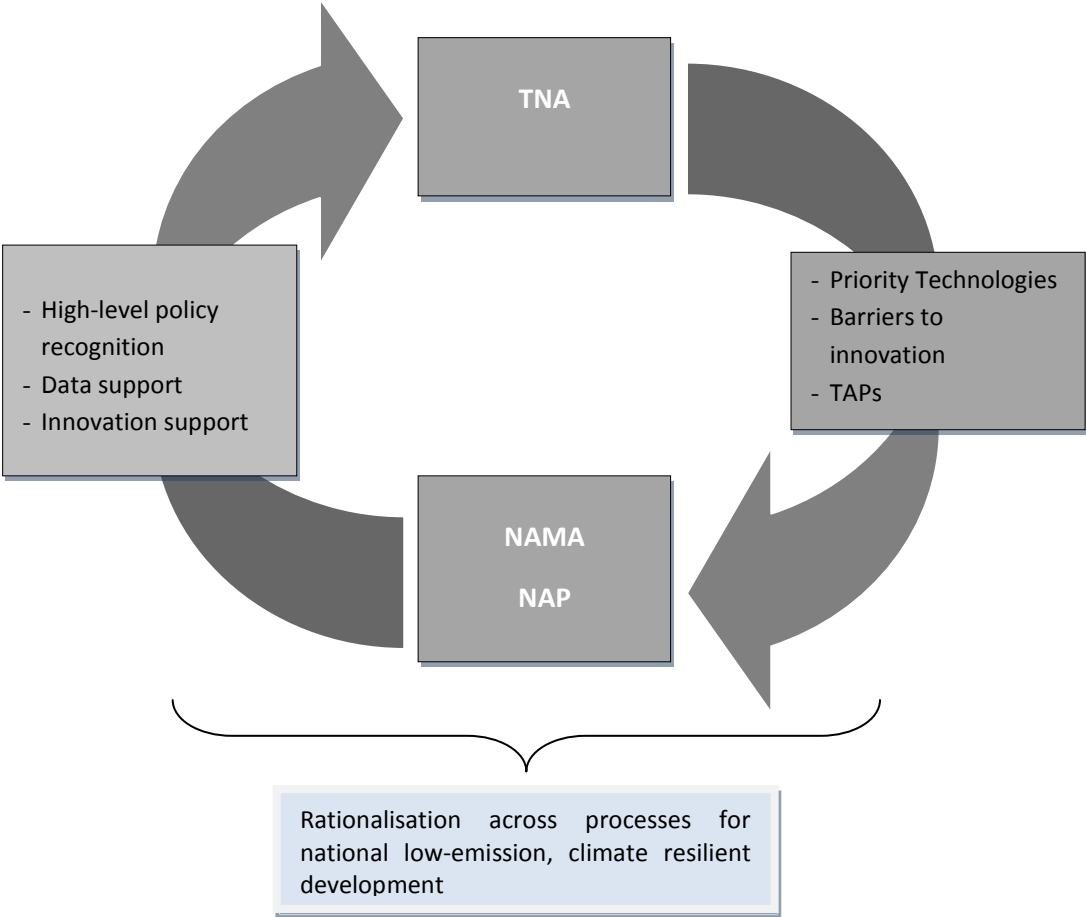 TNA
- High-level policy
recognition
- Data support
- Innovation support
- Priority Technologies
- Barriers to
innovation
- TAPs
NAMA
NAP
Rationalisation across processes for
national low-emission, climate resilient
development